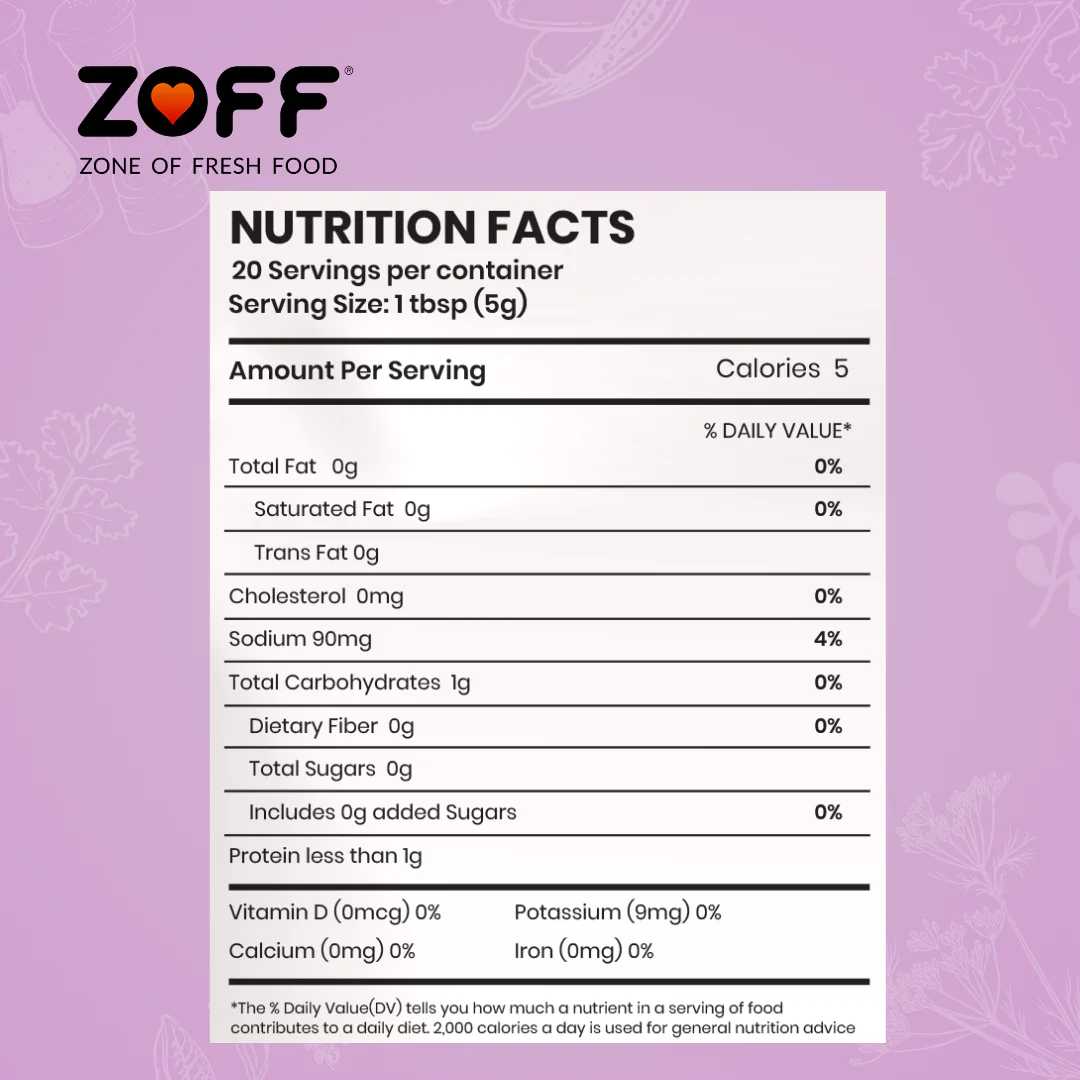 ZOFF®
ZONE OF FRESH FOOD
NUTRITION FACTS
20 Servings per container
Serving Size: 1 tbsp (5g)
Amount Per Serving Calories 5
% DAILY VALUE*
Total Fat 0g 0%
Saturated Fat 0g 0%
Trans Fat 0g
Cholesterol 0mg 0%
Sodium 90mg 4%
Total Carbohydrates 1g 0%
Dietary Fiber 0g 0%
Total Sugars 0g
Includes 0g added Sugars 0%
Protein less than 1g
Vitamin D (0mcg) 0% Potassium (9mg) 0%
Calcium (0mg) 0% Iron (0mg) 0%
*The % Daily Value(DV) tells you how much a nutrient in a serving of food
contributes to a daily diet. 2,000 calories a day is used for general nutrition advice